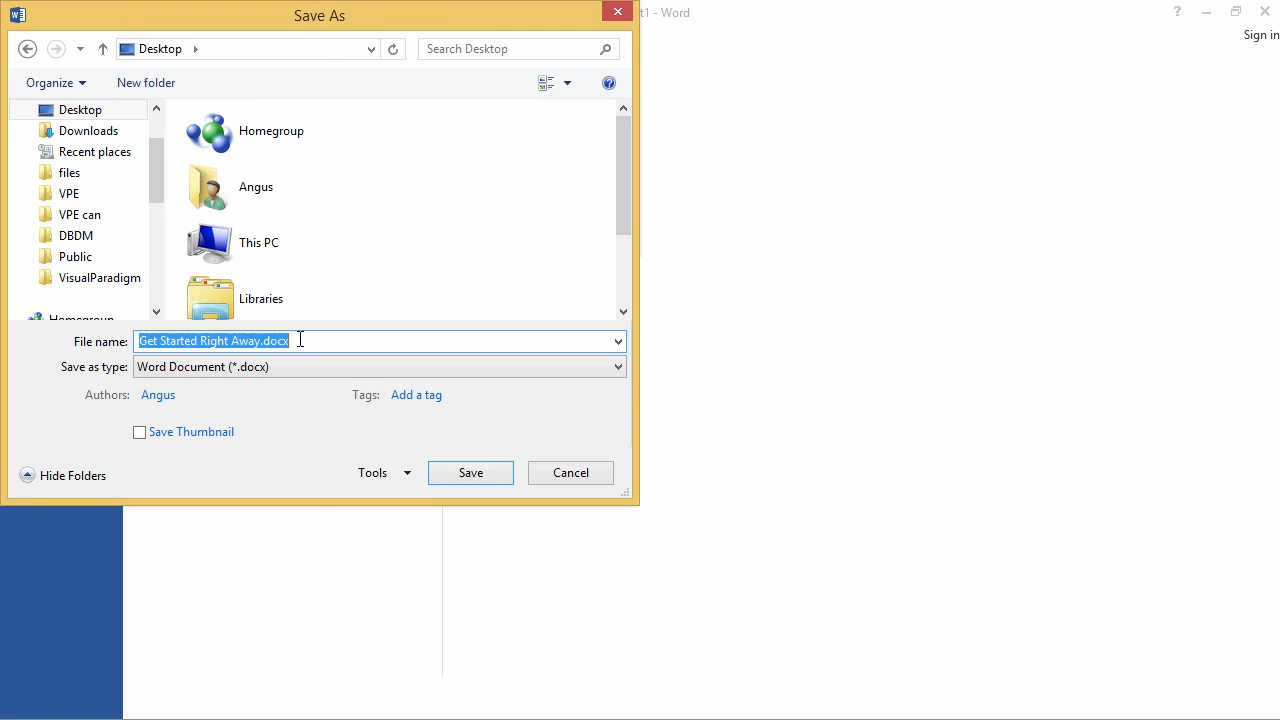 Save As
t1 - Word
Sign in
Desktop
Search Desktop
Organize
New folder
Desktop
Downloads
Recent places
files
VPE
VPE can
DBDM
Public
VisualParadigm
Homegroup
Homegroup
Angus
This PC
Libraries
File name: Get Started Right Away.docx
Save as type: Word Document (*.docx)
Authors: Angus Tags: Add a tag
Save Thumbnail
Hide Folders Tools Save Cancel